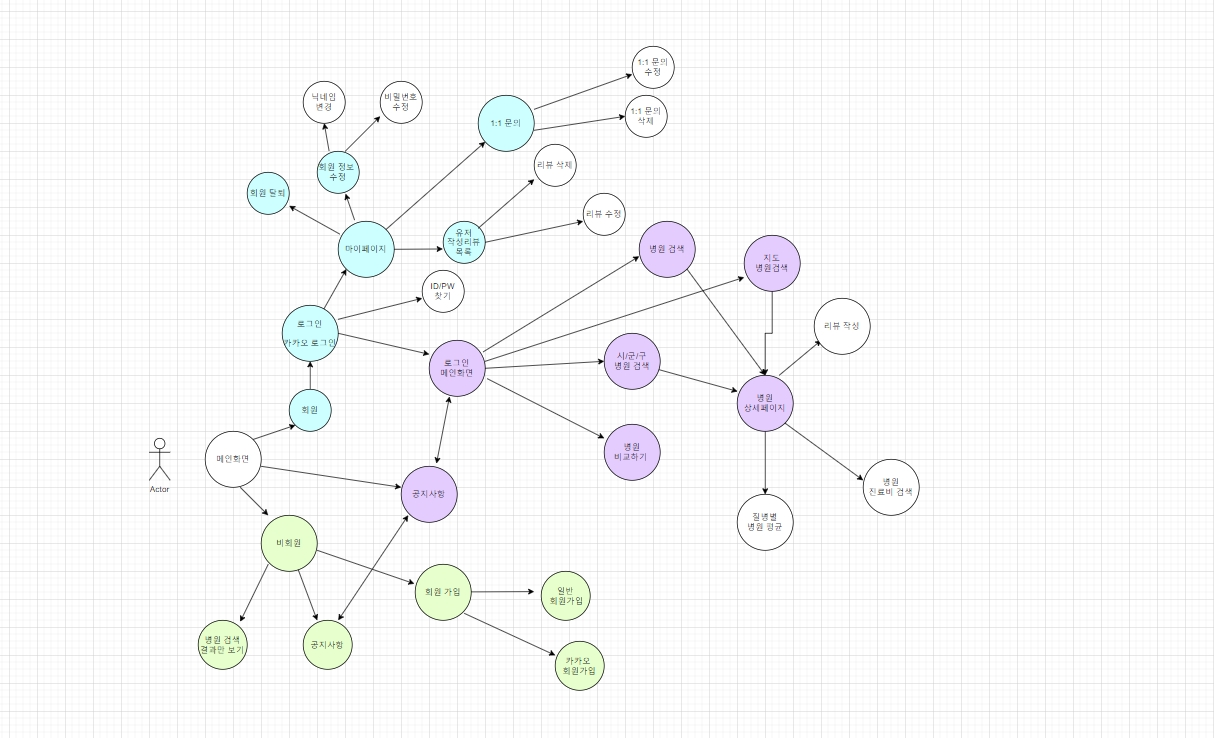 1:1 문의
수정
닉네임
변경
비밀번호
수정
1:1 문의
1:1 문의
삭제
리뷰 삭제
회원 정보
수정
회원 탈퇴
리뷰 수정
마이페이지
유저
작성리뷰
목록
병원 검색
지도
병원검색
ID/PW
찾기
로그인
카카오 로그인
리뷰 작성
로그인
메인화면
시/군/구
병원 검색
회원
병원
상세페이지
병원
비교하기
메인화면
Actor
공지사항
병원
진료비 검색
질병별
병원 평균
비회원
회원 가입
일반
회원가입
병원 검색
결과만 보기
공지사항
카카오
회원가입